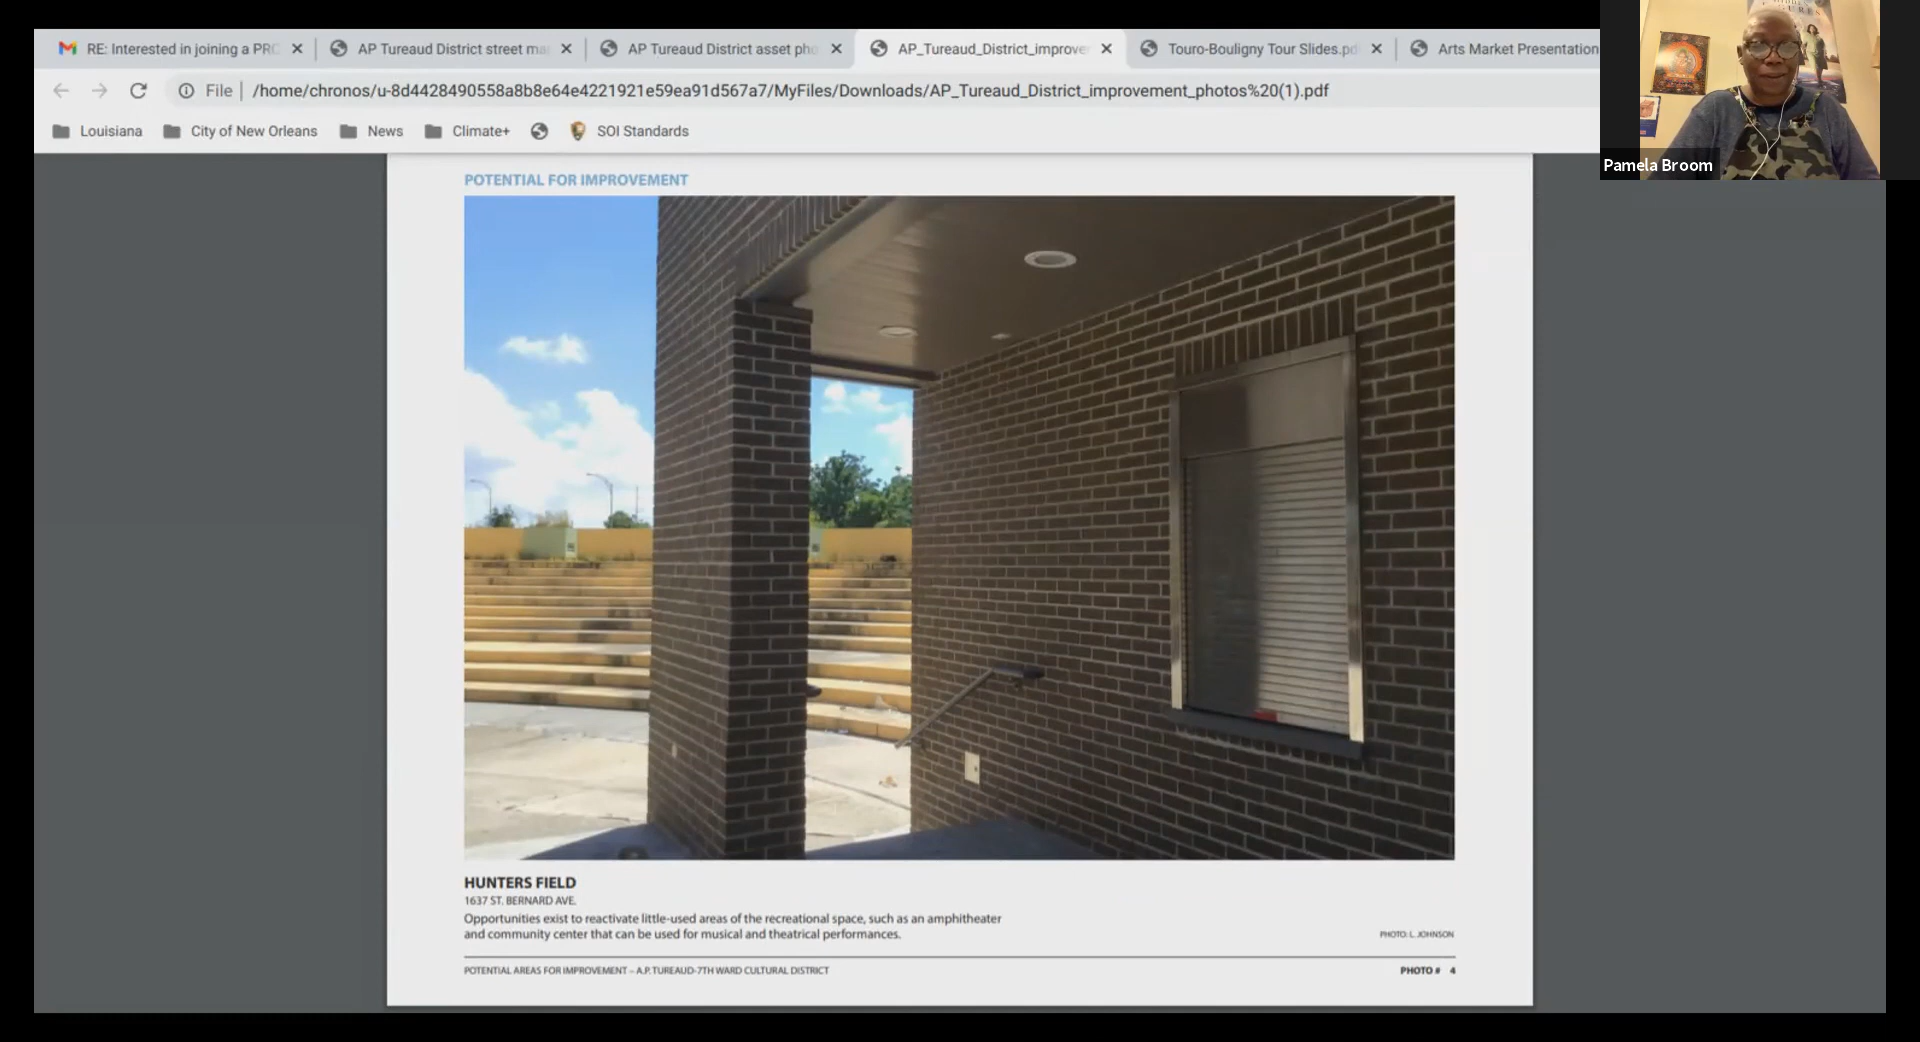 RE: Interested in joining a PRC
AP Tureaud District street ma
AP Tureaud District asset pho
AP_Tureaud_District_improve
Touro-Bouligny Tour Slides.pd
Arts Market Presentation
File
/home/chronos/u-8d4428490558a8b8e64e4221921e59ea91d567a7/MyFiles/Downloads/AP_Tureaud_District_improvement_photos%20(1).pdf
Louisiana
City of New Orleans
News
Climate+
SOI Standards
Pamela Broom
POTENTIAL FOR IMPROVEMENT
HUNTERS FIELD
1637 ST. BERNARD AVE.
Opportunities exist to reactivate little-used areas of the recreational space, such as an amphitheater
and community center that can be used for musical and theatrical performances.
PHOTO: L. JOHNSON
POTENTIAL AREAS FOR IMPROVEMENT – A.P. TUREAUD-7TH WARD CULTURAL DISTRICT
PHOTO # 4